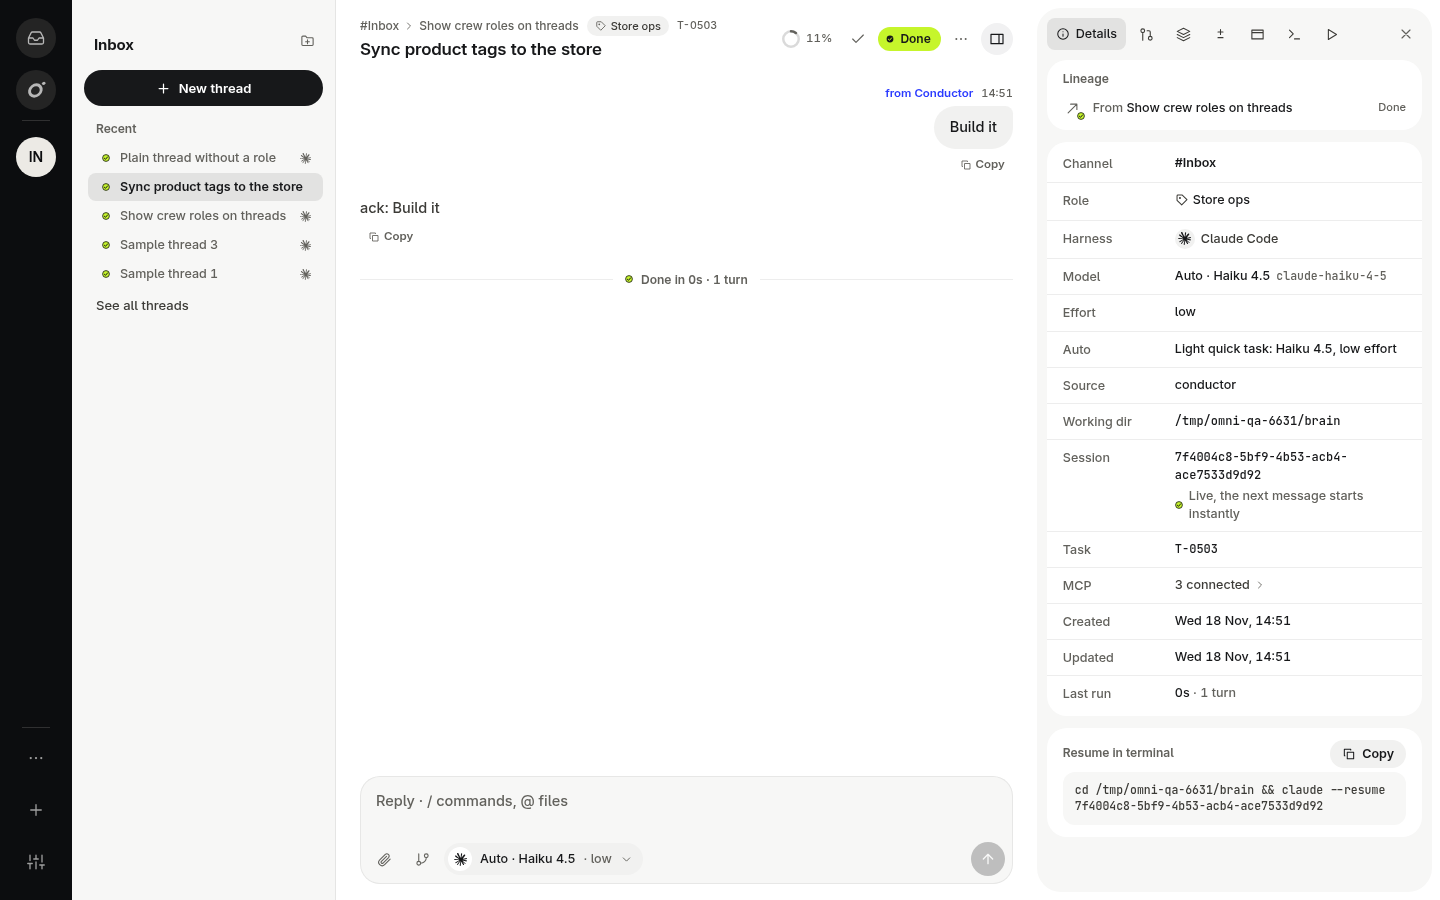 IN
Inbox
New thread
Recent
Plain thread without a role
Sync product tags to the store
Show crew roles on threads
Sample thread 3
Sample thread 1
See all threads
#Inbox > Show crew roles on threads Store ops T-0503
Sync product tags to the store
11%
Done
from Conductor 14:51
Build it
Copy
ack: Build it
Copy
Done in 0s · 1 turn
Reply · / commands, @ files
Auto · Haiku 4.5 · low
Details
Lineage
From Show crew roles on threads Done
Channel #Inbox
Role Store ops
Harness Claude Code
Model Auto · Haiku 4.5 claude-haiku-4-5
Effort low
Auto Light quick task: Haiku 4.5, low effort
Source conductor
Working dir /tmp/omni-qa-6631/brain
Session 7f4004c8-5bf9-4b53-acb4-
ace7533d9d92
Live, the next message starts
instantly
Task T-0503
MCP 3 connected >
Created Wed 18 Nov, 14:51
Updated Wed 18 Nov, 14:51
Last run 0s · 1 turn
Resume in terminal Copy
cd /tmp/omni-qa-6631/brain && claude --resume
7f4004c8-5bf9-4b53-acb4-ace7533d9d92